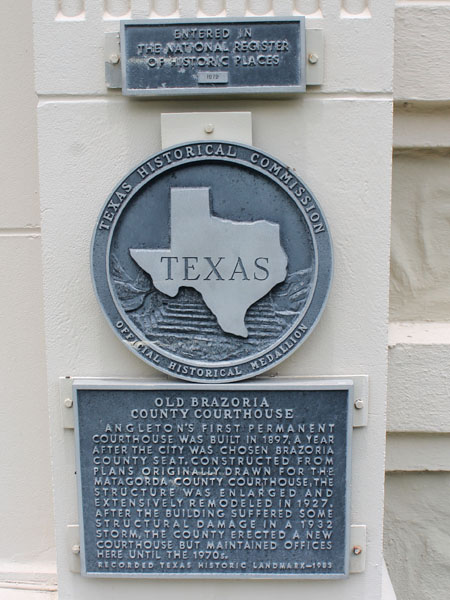 ENTERED IN
THE NATIONAL REGISTER
OF HISTORIC PLACES
1979
TEXAS HISTORICAL COMMISSION
TEXAS
OFFICIAL HISTORICAL MEDALLION
OLD BRAZORIA
COUNTY COURTHOUSE
ANGLETON'S FIRST PERMANENT
COURTHOUSE WAS BUILT IN 1897, A YEAR
AFTER THE CITY WAS CHOSEN BRAZORIA
COUNTY SEAT. CONSTRUCTED FROM
PLANS ORIGINALLY DRAWN FOR THE
MATAGORDA COUNTY COURTHOUSE, THE
STRUCTURE WAS ENLARGED AND
EXTENSIVELY REMODELED IN 1927.
AFTER THE BUILDING SUFFERED SOME
STRUCTURAL DAMAGE IN A 1932
STORM, THE COUNTY ERECTED A NEW
COURTHOUSE BUT MAINTAINED OFFICES
HERE UNTIL THE 1970s.
RECORDED TEXAS HISTORIC LANDMARK-1983